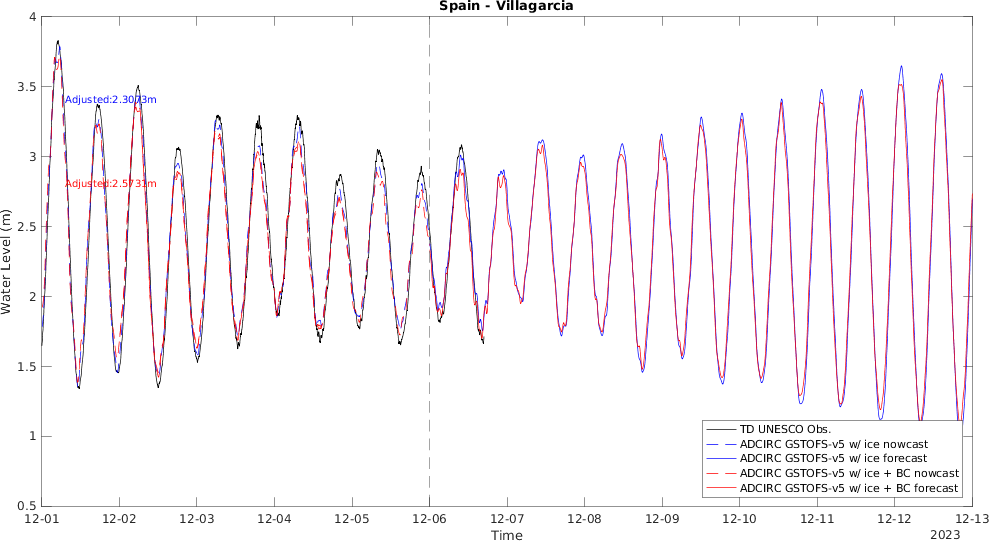 Spain - Villagarcia
4
3.5
3
2.5
2
1.5
1
0.5
Water Level (m)
Adjusted:2.3073m
Adjusted:2.5731m
TD UNESCO Obs.
ADCIRC GSTOFS-v5 w/ ice nowcast
ADCIRC GSTOFS-v5 w/ ice forecast
ADCIRC GSTOFS-v5 w/ ice + BC nowcast
ADCIRC GSTOFS-v5 w/ ice + BC forecast
12-01 12-02 12-03 12-04 12-05 12-06 12-07 12-08 12-09 12-10 12-11 12-12 12-13
Time
2023